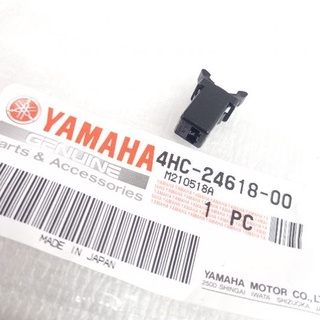 YAMAHA
GENUINE
Parts & Accessories
4HC-24618-00
M210518A
1 PC
MADE IN JAPAN
YAMAHA MOTOR CO.,LT
2500 SHINGAI IWATA SHIZUOKA J